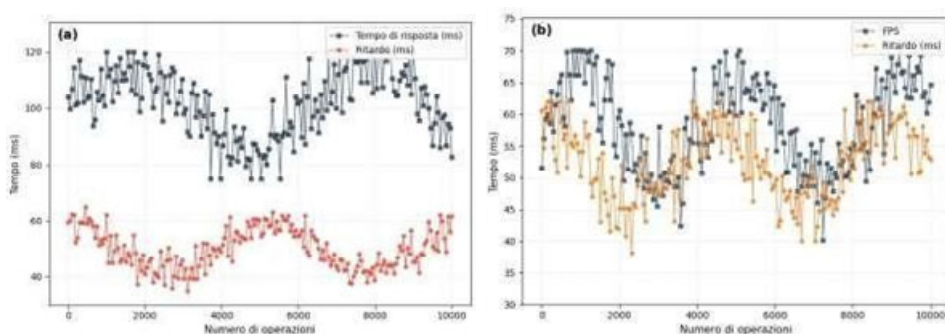 (a)
Tempo di risposta (ms)
Ritardo (ms)
120
100
80
60
40
Tempo (ms)
0
2000
4000
6000
8000
10000
Numero di operazioni
(b)
FPS
Ritardo (ms)
75
70
65
60
55
50
45
40
35
30
Tempo (ms)
0
2000
4000
6000
8000
10000
Numero di operazioni